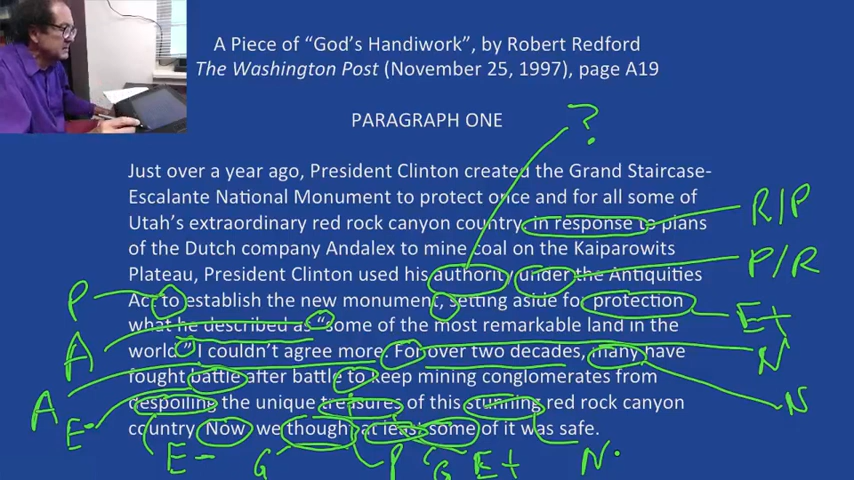 A Piece of “God’s Handiwork”, by Robert Redford
The Washington Post (November 25, 1997), page A19
PARAGRAPH ONE
?
Just over a year ago, President Clinton created the Grand Staircase-
Escalante National Monument to protect once and for all some of
Utah’s extraordinary red rock canyon country. In response to plans R/P
of the Dutch company Andalex to mine coal on the Kaiparowits
Plateau, President Clinton used his authority under the Antiquities P/R
P Act to establish the new monument, setting aside for protection
what he described as “some of the most remarkable land in the E+
A world.” I couldn’t agree more. For over two decades, many have N
fought battle after battle to keep mining conglomerates from
A despoiling the unique treasures of this stunning red rock canyon N
E- country. Now we though at least some of it was safe.
E- G P G E+ N